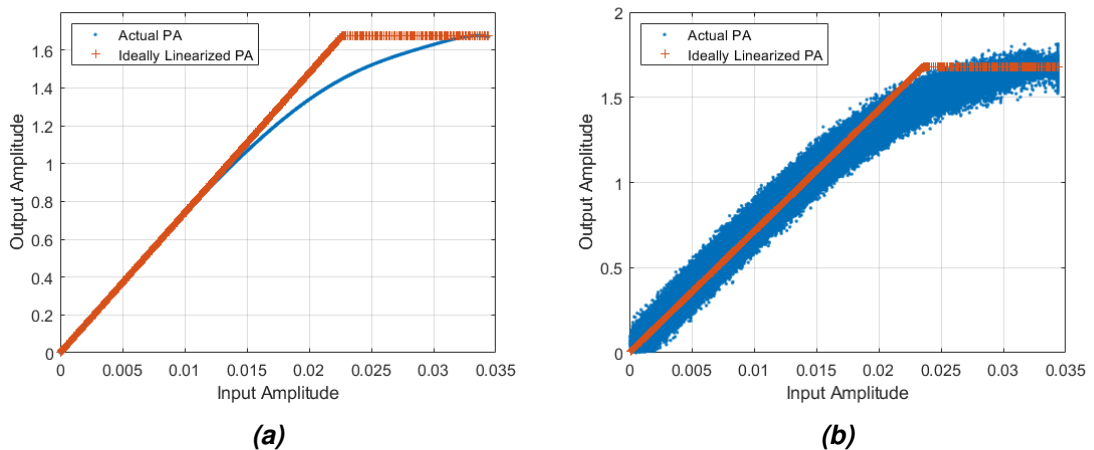 Actual PA
Ideally Linearized PA
1.6
1.4
1.2
1
0.8
0.6
0.4
0.2
0
0 0.005 0.01 0.015 0.02 0.025 0.03 0.035
Output Amplitude
Input Amplitude
(a)
Actual PA
Ideally Linearized PA
2
1.5
1
0.5
0
0 0.005 0.01 0.015 0.02 0.025 0.03 0.035
Output Amplitude
Input Amplitude
(b)